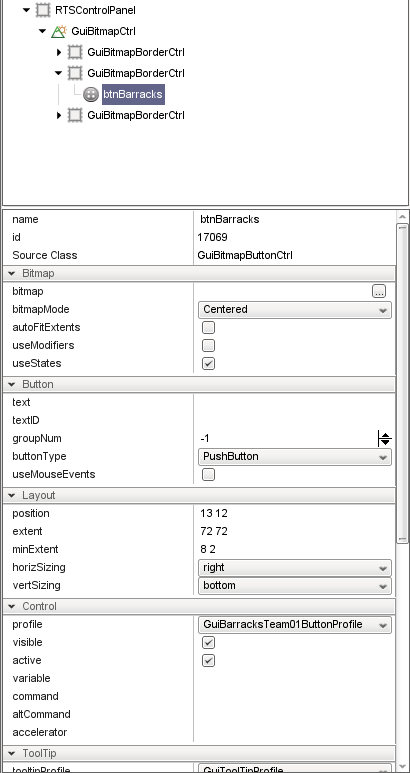 RTSControlPanel
GuiBitmapCtrl
GuiBitmapBorderCtrl
GuiBitmapBorderCtrl
btnBarracks
GuiBitmapBorderCtrl
name btnBarracks
id 17069
Source Class GuiBitmapButtonCtrl
Bitmap
bitmap ...
bitmapMode Centered
autoFitExtents
useModifiers
useStates
Button
text
textID
groupNum -1
buttonType PushButton
useMouseEvents
Layout
position 13 12
extent 72 72
minExtent 8 2
horizSizing right
vertSizing bottom
Control
profile GuiBarracksTeam01ButtonProfile
visible
active
variable
command
altCommand
accelerator
ToolTip
tooltipProfile GuiToolTipProfile